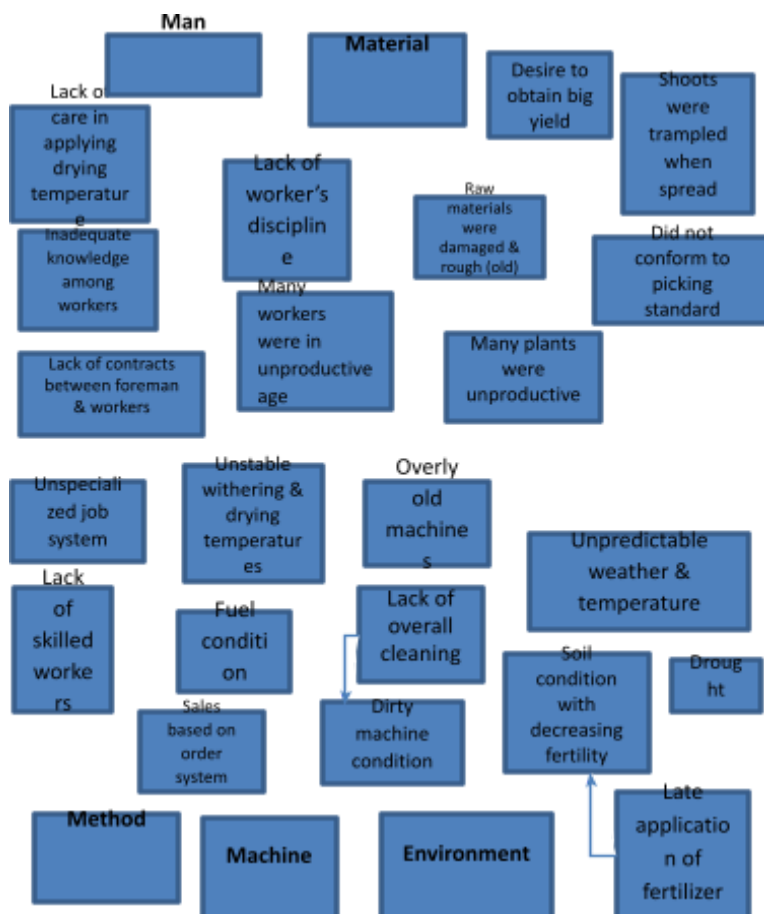 Man
Material
Desire to
obtain big
yield
Shoots
were
trampled
when
spread
Lack of
care in
applying
drying
temperatur
e
Lack of
worker's
disciplin
e
Raw
materials
were
damaged &
rough (old)
Did not
conform to
picking
standard
Inadequate
knowledge
among
workers
Many
workers
were in
unproductive
age
Many plants
were
unproductive
Lack of contracts
between foreman
& workers
Unspeciali
zed job
system
Unstable
withering &
drying
temperatur
es
Overly
old
machine
s
Unpredictable
weather &
temperature
Lack
of
skilled
worke
rs
Fuel
conditi
on
Lack of
overall
cleaning
Soil
condition
with
decreasing
fertility
Droug
ht
Sales
based on
order
system
Dirty
machine
condition
Late
applicatio
n of
fertilizer
Method
Machine
Environment